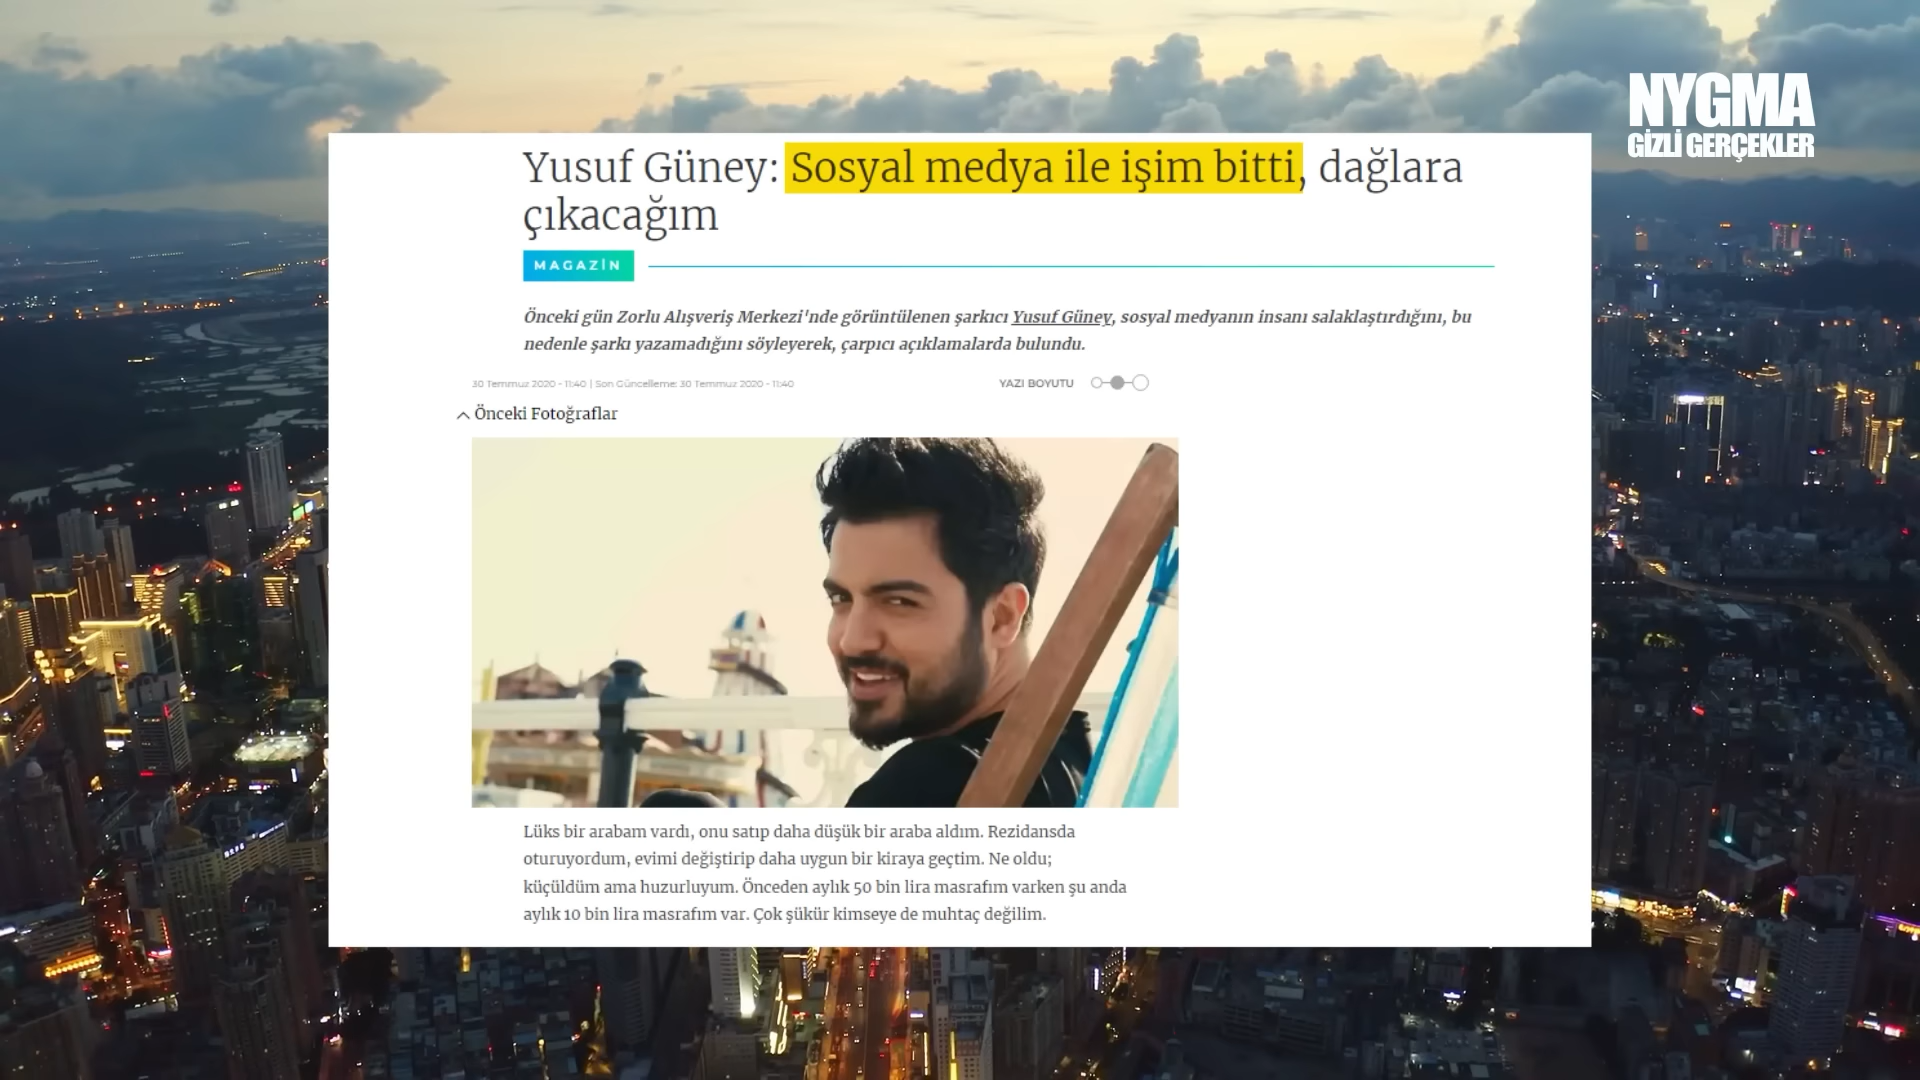 NYGMA
GİZLİ GERÇEKLER
Yusuf Güney: Sosyal medya ile işim bitti, dağlara
çıkacağım
MAGAZİN
Önceki gün Zorlu Alışveriş Merkezi'nde görüntülenen şarkıcı Yusuf Güney, sosyal medyanın insanı salaklaştırdığını, bu
nedenle şarkı yazamadığını söyleyerek, çarpıcı açıklamalarda bulundu.
30 Temmuz 2020 - 11:40 | Son Güncelleme: 30 Temmuz 2020 - 11:40
YAZI BOYUTU
Önceki Fotoğraflar
Lüks bir arabam vardı, onu satıp daha düşük bir araba aldım. Rezidansda
oturuyordum, evimi değiştirip daha uygun bir kiraya geçtim. Ne oldu;
küçüldüm ama huzurluyum. Önceden aylık 50 bin lira masrafım varken şu anda
aylık 10 bin lira masrafım var. Çok şükür kimseye de muhtaç değilim.